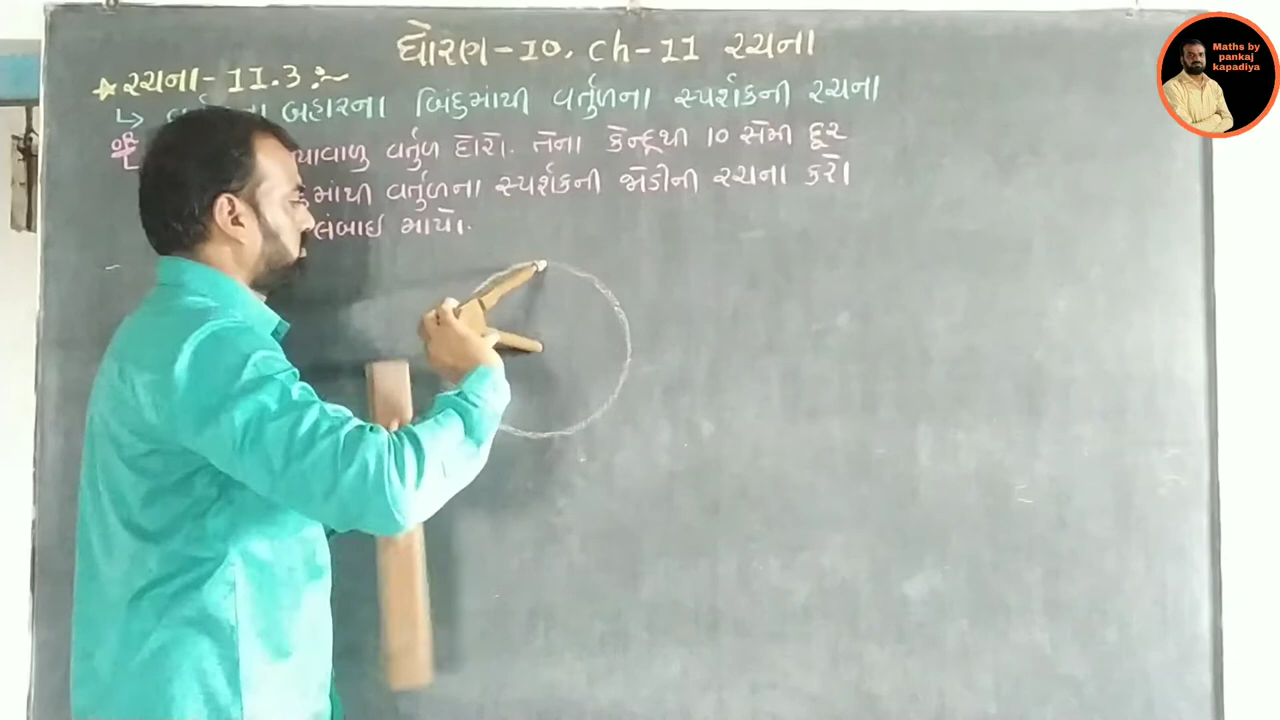 ધોરણ-10, ch-11 રચના
રચના-11.3 :~
બહારના બિંદુમાંથી વર્તુળના સ્પર્શકની રચના
વર્તુળ દોરો. તેના કેન્દ્રથી 10 સેમી દૂર
માંથી વર્તુળના સ્પર્શકની જોડીની રચના કરો
લંબાઈ માપો.
Maths by
pankaj
kapadiya